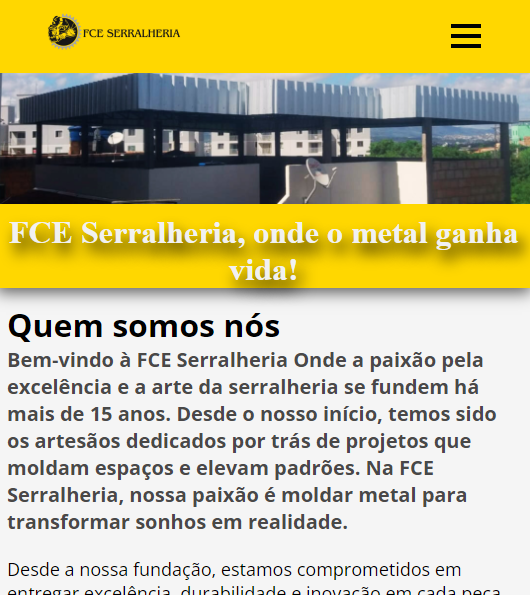 FCE SERRALHERIA
FCE Serralheria, onde o metal ganha
vida!
Quem somos nós
Bem-vindo à FCE Serralheria Onde a paixão pela
excelência e a arte da serralheria se fundem há
mais de 15 anos. Desde o nosso início, temos sido
os artesãos dedicados por trás de projetos que
moldam espaços e elevam padrões. Na FCE
Serralheria, nossa paixão é moldar metal para
transformar sonhos em realidade.
Desde a nossa fundação, estamos comprometidos em
entregar excelência, durabilidade e inovação em cada peça